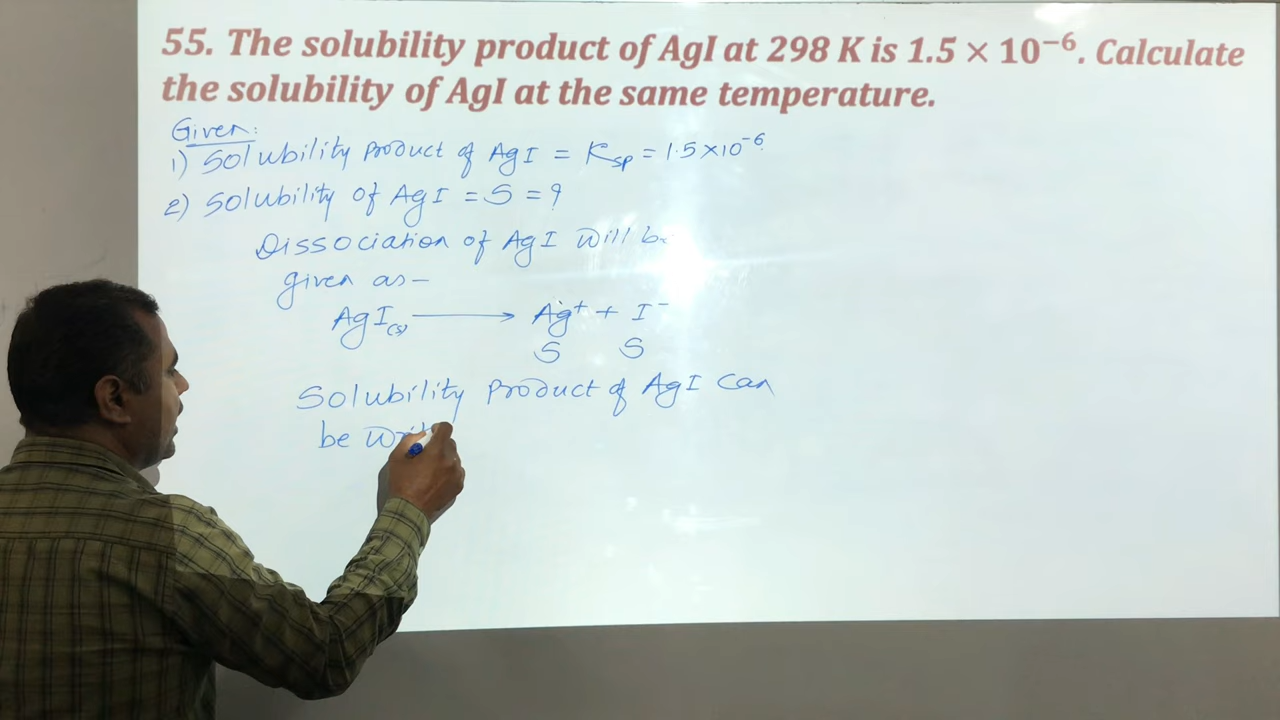 55. The solubility product of AgI at 298 K is 1.5 × 10⁻⁶. Calculate
the solubility of AgI at the same temperature.
Given:
1) Solubility Product of AgI = Ksp = 1.5 × 10⁻⁶.
2) Solubility of AgI = S = ?
Dissociation of AgI will
given as –
AgI(s) ⟶ Ag⁺ + I⁻
S S
Solubility Product of AgI can
be